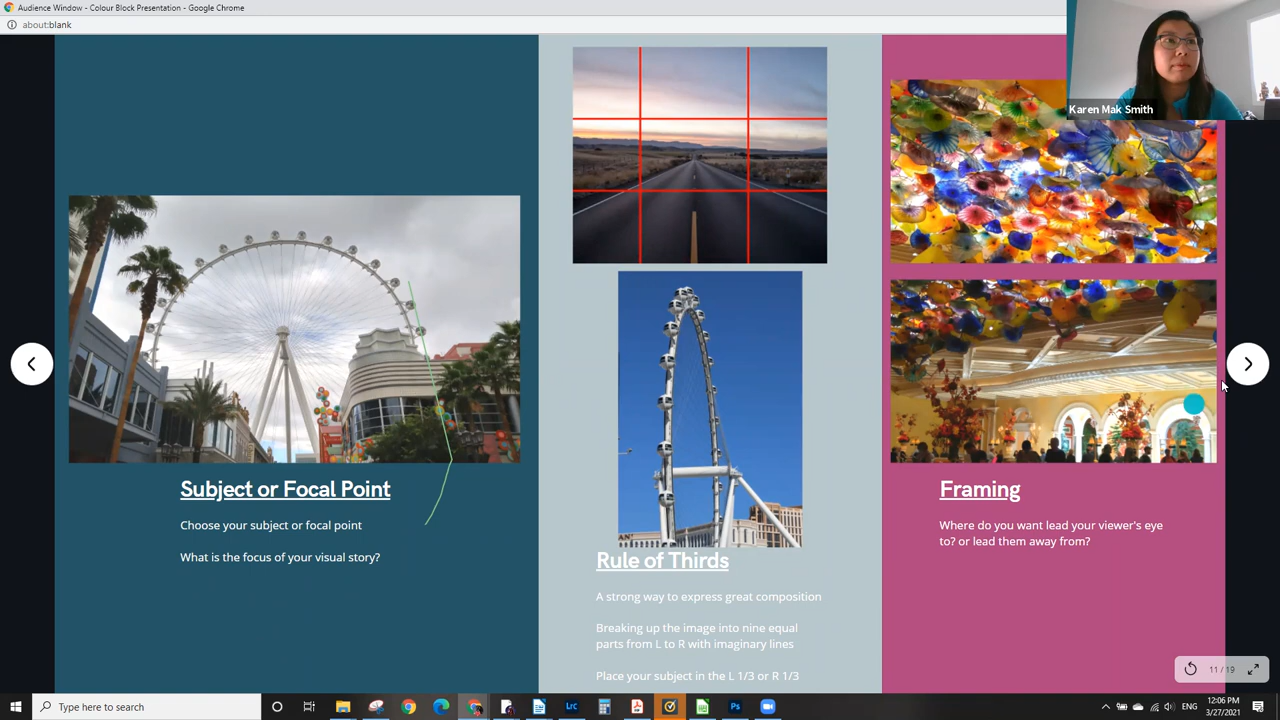 Audience Window - Colour Block Presentation - Google Chrome
about:blank
Karen Mak Smith
Subject or Focal Point
Choose your subject or focal point
What is the focus of your visual story?
Rule of Thirds
A strong way to express great composition
Breaking up the image into nine equal
parts from L to R with imaginary lines
Place your subject in the L 1/3 or R 1/3
Framing
Where do you want lead your viewer's eye
to? or lead them away from?
11 / 19
Type here to search
Lrc
Ps
ENG
12:06 PM
3/27/2021